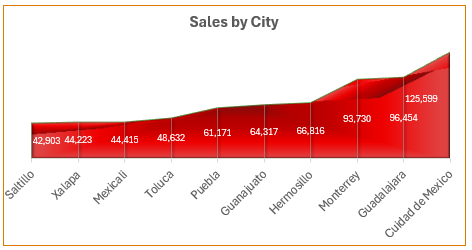 Sales by City
125,599
42,903 44,223 44,415 48,632 61,171 64,317 66,816 93,730 96,454
Saltillo Xalapa Mexicali Toluca Puebla Guanajuato Hermosillo Monterrey Guadalajara Cuidad de Mexico